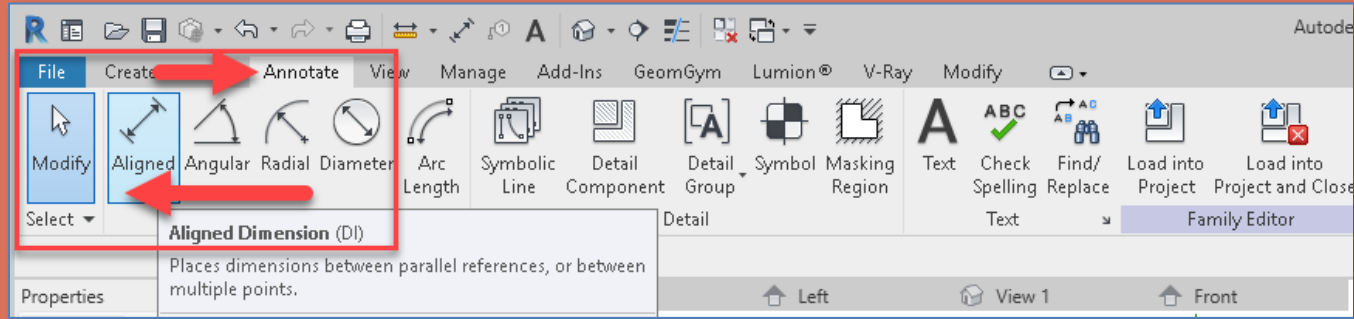 R A Autode
File Create Annotate View Manage Add-Ins GeomGym Lumion® V-Ray Modify
A ABC AC AB
Modify Aligned Angular Radial Diameter Arc Length Symbolic Line Detail Component Detail Group Symbol Masking Region Text Check Spelling Find/ Replace Load into Project Load into Project and Close
Select Detail Text Family Editor
Aligned Dimension (DI)
Places dimensions between parallel references, or between
multiple points.
Properties Left View 1 Front